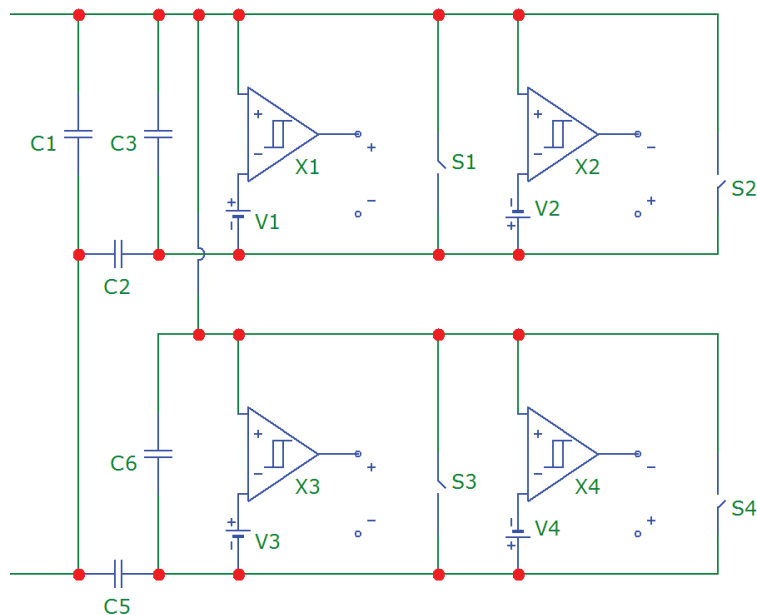 C1
C3
+
−
X1
+
−
S1
+
−
X2
−
+
S2
+
V1
V2
+
C2
C6
+
−
X3
+
−
S3
+
−
X4
−
+
S4
+
V3
V4
+
C5